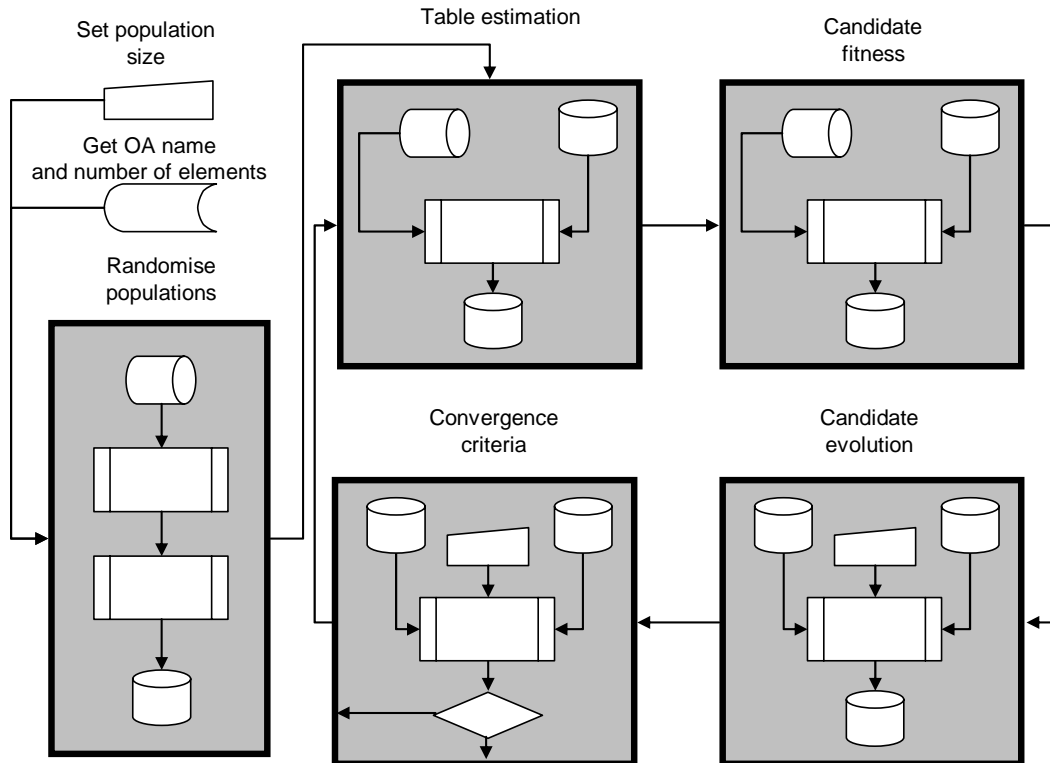 Set population
size
Get OA name
and number of elements
Randomise
populations
Table estimation
Candidate
fitness
Convergence
criteria
Candidate
evolution